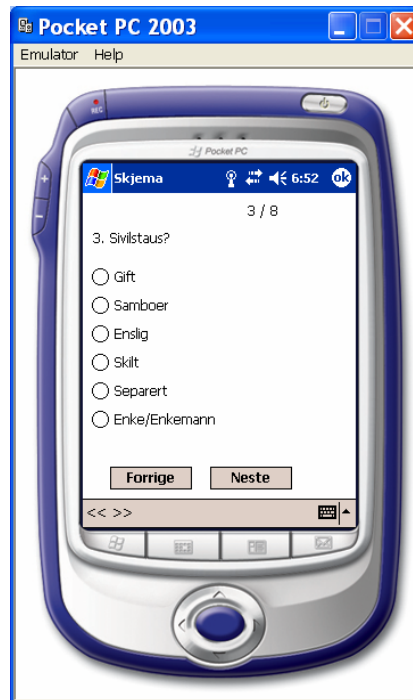 Pocket PC 2003
Emulator Help
REC
Pocket PC
Skjema 6:52 ok
3 / 8
3. Sivilstaus?
Gift
Samboer
Enslig
Skilt
Separert
Enke/Enkemann
Forrige Neste
<< >>